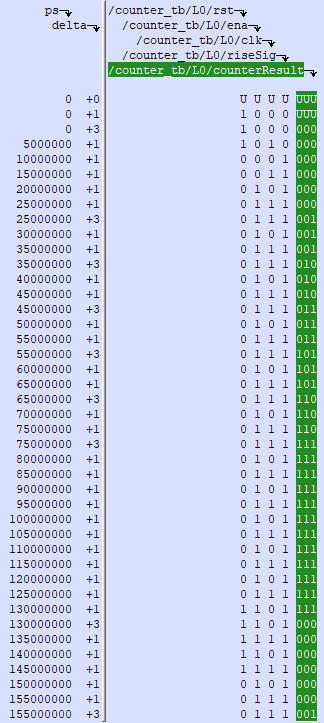 ps /counter_tb/L0/rst
delta /counter_tb/L0/ena
/counter_tb/L0/clk
/counter_tb/L0/riseSig
/counter_tb/L0/counterResult
0 +0 U U U U UUU
0 +1 1 0 0 0 UUU
0 +3 1 0 0 0 000
5000000 +1 1 0 1 0 000
10000000 +1 0 0 0 1 000
15000000 +1 0 0 1 1 000
20000000 +1 0 1 0 1 000
25000000 +1 0 1 1 1 000
25000000 +3 0 1 1 1 001
30000000 +1 0 1 0 1 001
35000000 +1 0 1 1 1 001
35000000 +3 0 1 1 1 010
40000000 +1 0 1 0 1 010
45000000 +1 0 1 1 1 010
45000000 +3 0 1 1 1 011
50000000 +1 0 1 0 1 011
55000000 +1 0 1 1 1 011
55000000 +3 0 1 1 1 101
60000000 +1 0 1 0 1 101
65000000 +1 0 1 1 1 101
65000000 +3 0 1 1 1 110
70000000 +1 0 1 0 1 110
75000000 +1 0 1 1 1 110
75000000 +3 0 1 1 1 111
80000000 +1 0 1 0 1 111
85000000 +1 0 1 1 1 111
90000000 +1 0 1 0 1 111
95000000 +1 0 1 1 1 111
100000000 +1 0 1 0 1 111
105000000 +1 0 1 1 1 111
110000000 +1 0 1 0 1 111
115000000 +1 0 1 1 1 111
120000000 +1 0 1 0 1 111
125000000 +1 0 1 1 1 111
130000000 +1 1 1 0 1 111
130000000 +3 1 1 0 1 000
135000000 +1 1 1 1 1 000
140000000 +1 1 1 0 1 000
145000000 +1 1 1 1 1 000
150000000 +1 0 1 0 1 000
155000000 +1 0 1 1 1 000
155000000 +3 0 1 1 1 001